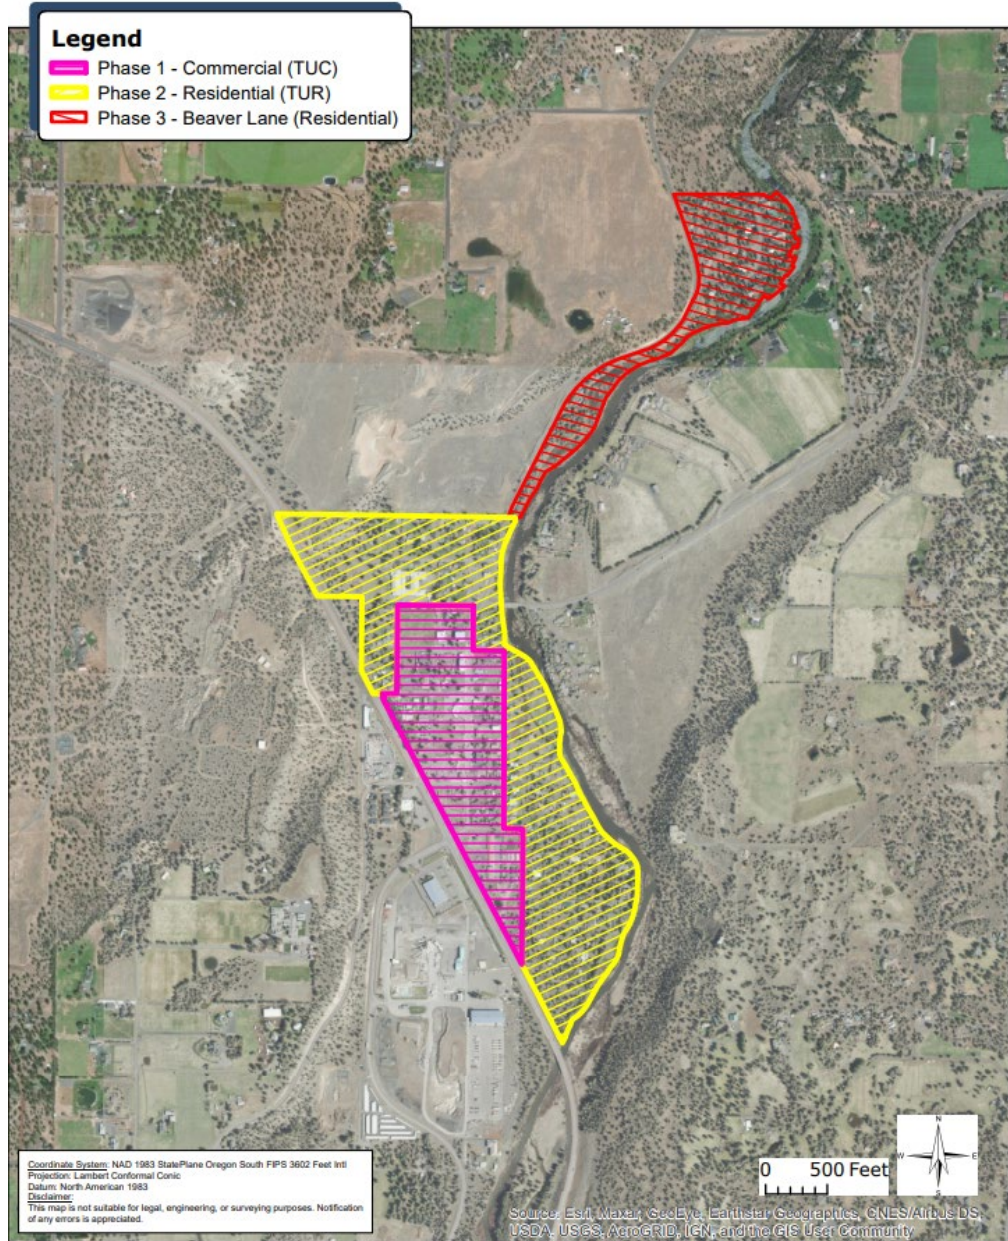 Legend
Phase 1 - Commercial (TUC)
Phase 2 - Residential (TUR)
Phase 3 - Beaver Lane (Residential)
Coordinate System: NAD 1983 StatePlane Oregon South FIPS 3602 Feet Intl
Projection: Lambert Conformal Conic
Datum: North American 1983
Disclaimer:
This map is not suitable for legal, engineering, or surveying purposes. Notification
of any errors is appreciated.
0 500 Feet
N
W E
S
Source: Esri, Maxar, GeoEye, Earthstar Geographics, CNES/Airbus DS,
USDA, USGS, AeroGRID, IGN, and the GIS User Community